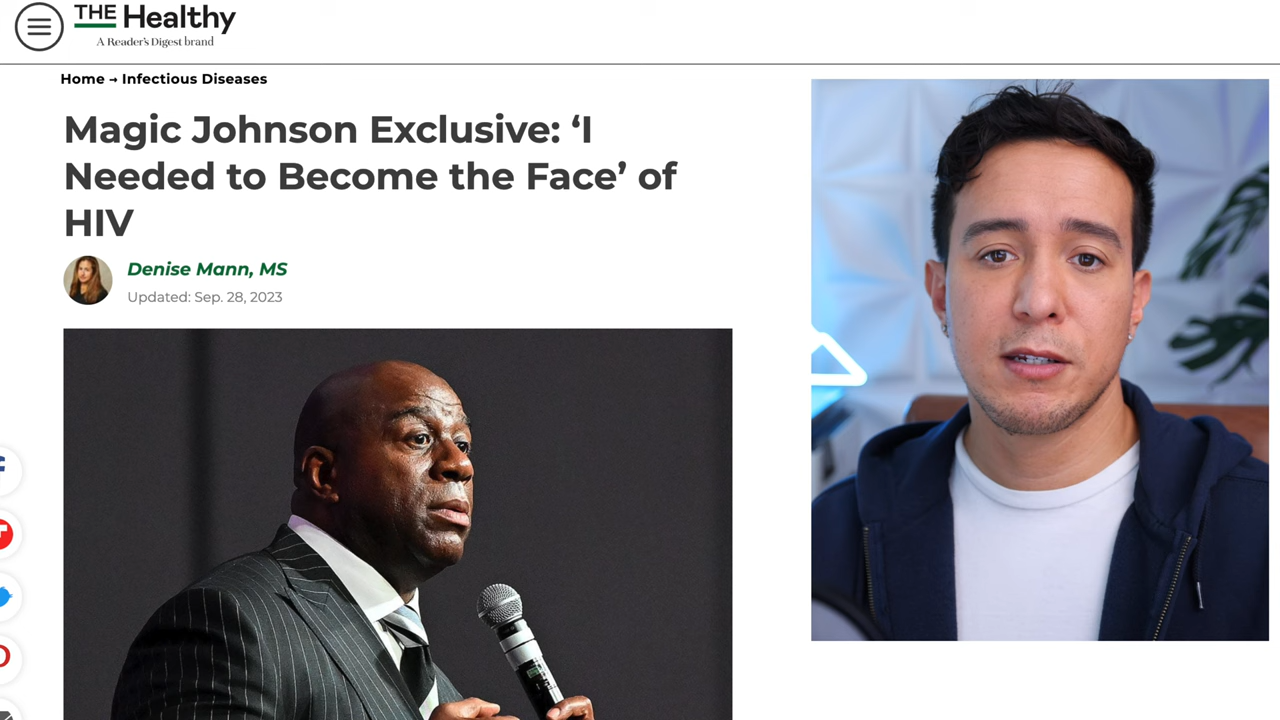 THE Healthy
A Reader's Digest brand
Home → Infectious Diseases
Magic Johnson Exclusive: ‘I
Needed to Become the Face’ of
HIV
Denise Mann, MS
Updated: Sep. 28, 2023